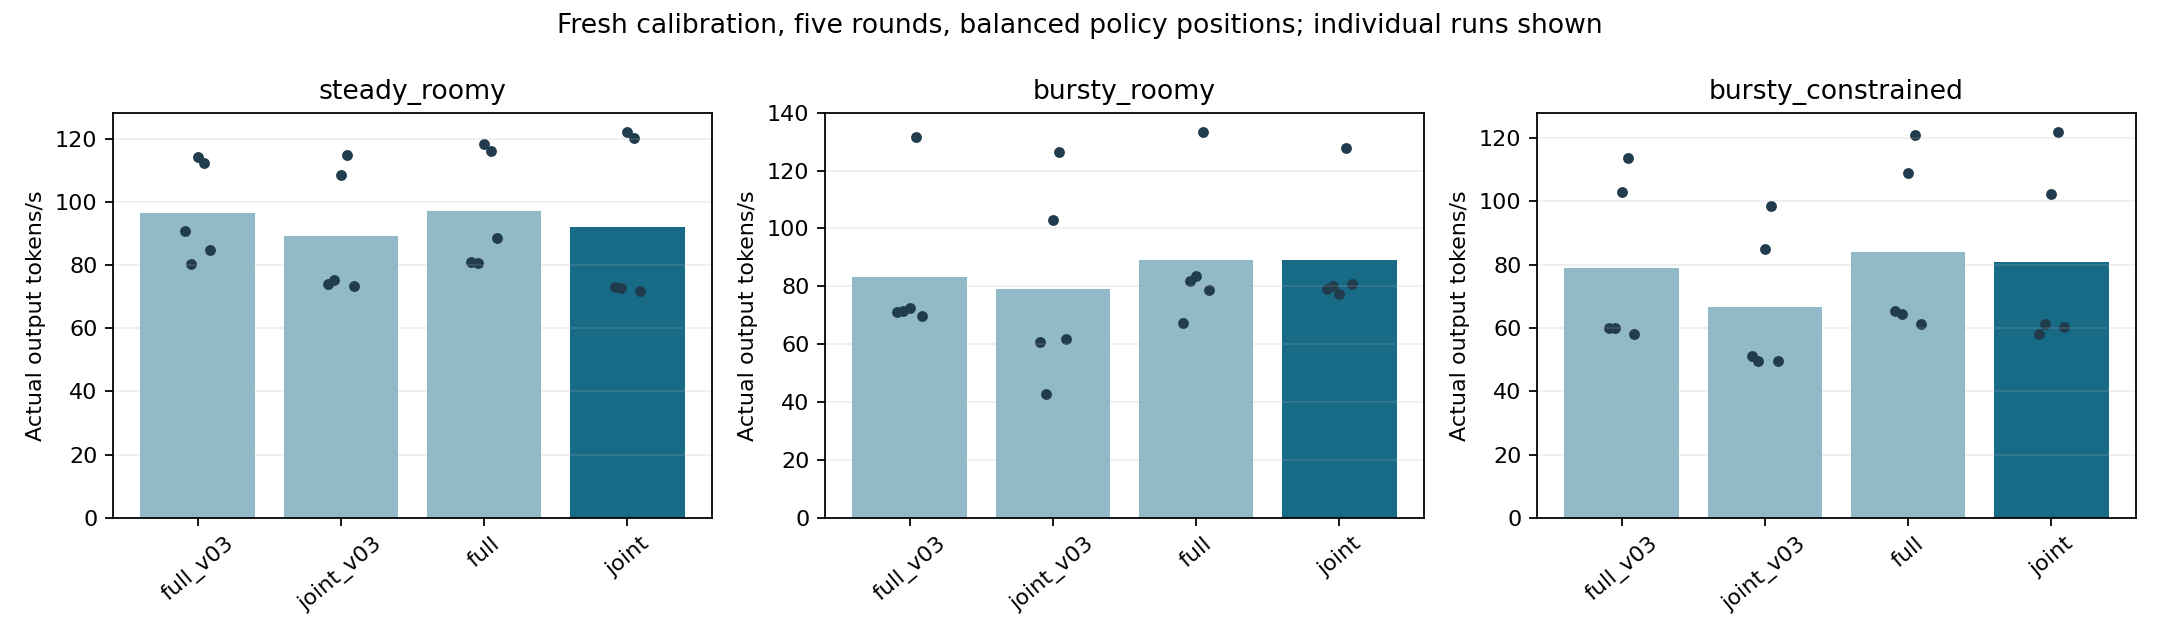 Fresh calibration, five rounds, balanced policy positions; individual runs shown
steady_roomy
Actual output tokens/s
120
100
80
60
40
20
0
full_v03
joint_v03
full
joint
bursty_roomy
Actual output tokens/s
140
120
100
80
60
40
20
0
full_v03
joint_v03
full
joint
bursty_constrained
Actual output tokens/s
120
100
80
60
40
20
0
full_v03
joint_v03
full
joint